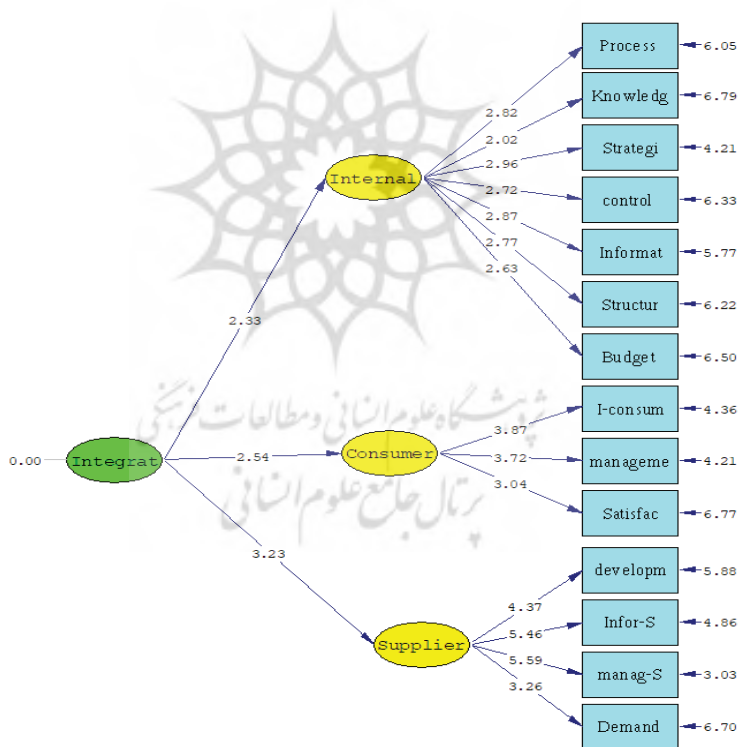 Process
6.05
Knowledg
6.79
2.82
2.02
Strategi
4.21
2.96
Internal
2.72
control
6.33
2.87
2.77
Informat
5.77
2.63
Structur
6.22
2.33
Budget
6.50
پژوهشگاه علوم انسانی و مطالعات فرهنگی
I-consum
4.36
3.87
0.00
Integrat
2.54
Consumer
3.72
manageme
4.21
3.04
پرتال جامع علوم انسانی
Satisfac
6.77
3.23
developm
5.88
4.37
Infor-S
4.86
5.46
Supplier
5.59
manag-S
3.03
3.26
Demand
6.70